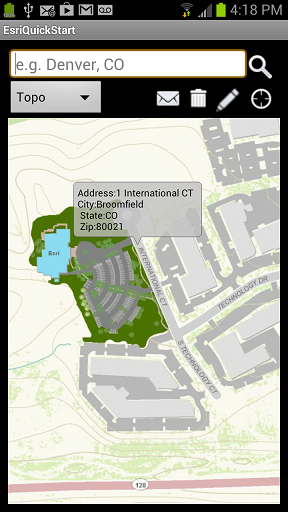 100%
4:18 PM
EsriQuickStart
e.g. Denver, CO
Topo
Address:1 International CT
City:Broomfield
State:CO
Zip:80021
Esri
INTERNATIONAL CT
TECHNOLOGY DR
S TECHNOLOGY CT
128